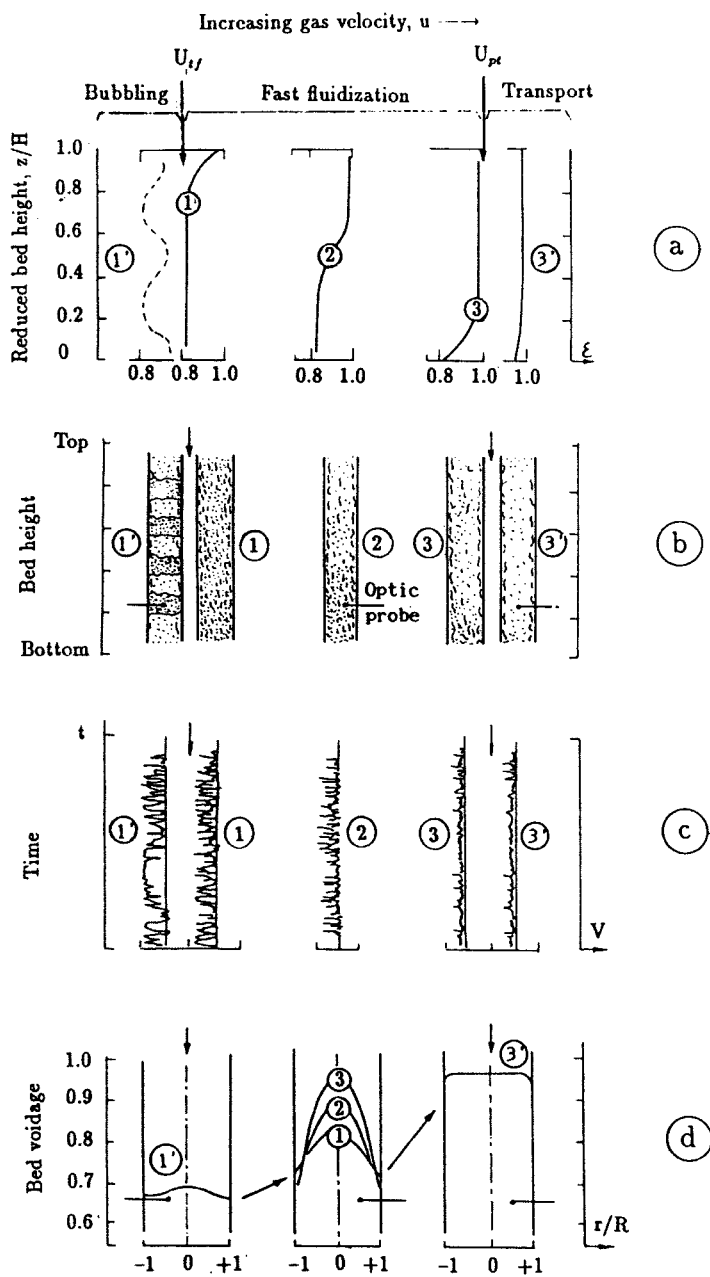 Increasing gas velocity, u
U_tf
U_pt
Bubbling
Fast fluidization
Transport
Reduced bed height, z/H
1.0
0.8
0.6
0.4
0.2
0
1'
1
2
3
3'
a
0.8 0.8 1.0
0.8 1.0
0.8 1.0 1.0
ε
Bed height
Top
Bottom
1'
1
2
3
3'
b
Optic
probe
Time
t
1'
1
2
3
3'
c
V
Bed voidage
1.0
0.9
0.8
0.7
0.6
1'
3
2
1
3'
d
-1 0 +1
-1 0 +1
-1 0 +1
r/R